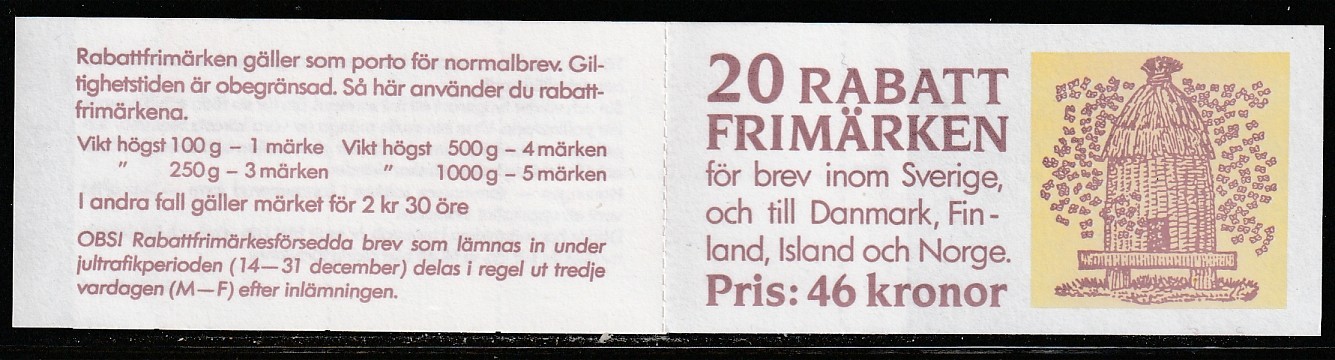 Rabattfrimärken gäller som porto för normalbrev. Gil-
tighetstiden är obegränsad. Så här använder du rabatt-
frimärkena.
Vikt högst 100 g – 1 märke Vikt högst 500 g – 4 märken
" 250 g – 3 märken " 1000 g – 5 märken
I andra fall gäller märket för 2 kr 30 öre
OBS! Rabattfrimärkesförsedda brev som lämnas in under
jultrafikperioden (14—31 december) delas i regel ut tredje
vardagen (M—F) efter inlämningen.
20 RABATT
FRIMÄRKEN
för brev inom Sverige,
och till Danmark, Fin-
land, Island och Norge.
Pris: 46 kronor